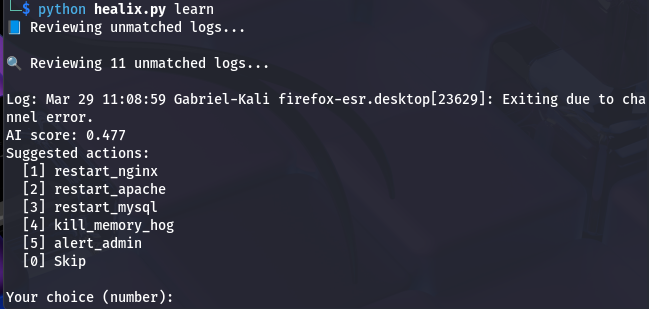 └─$ python healix.py learn
📘 Reviewing unmatched logs...
🔍 Reviewing 11 unmatched logs...
Log: Mar 29 11:08:59 Gabriel-Kali firefox-esr.desktop[23629]: Exiting due to cha
nnel error.
AI score: 0.477
Suggested actions:
[1] restart_nginx
[2] restart_apache
[3] restart_mysql
[4] kill_memory_hog
[5] alert_admin
[0] Skip
Your choice (number):